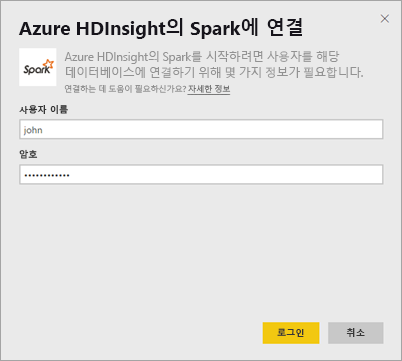 Azure HDInsight의 Spark에 연결
Spark
Azure HDInsight의 Spark를 시작하려면 사용자를 해당
데이터베이스에 연결하기 위해 몇 가지 정보가 필요합니다.
연결하는 데 도움이 필요하신가요? 자세한 정보
사용자 이름
john
암호
••••••••••••
로그인 취소